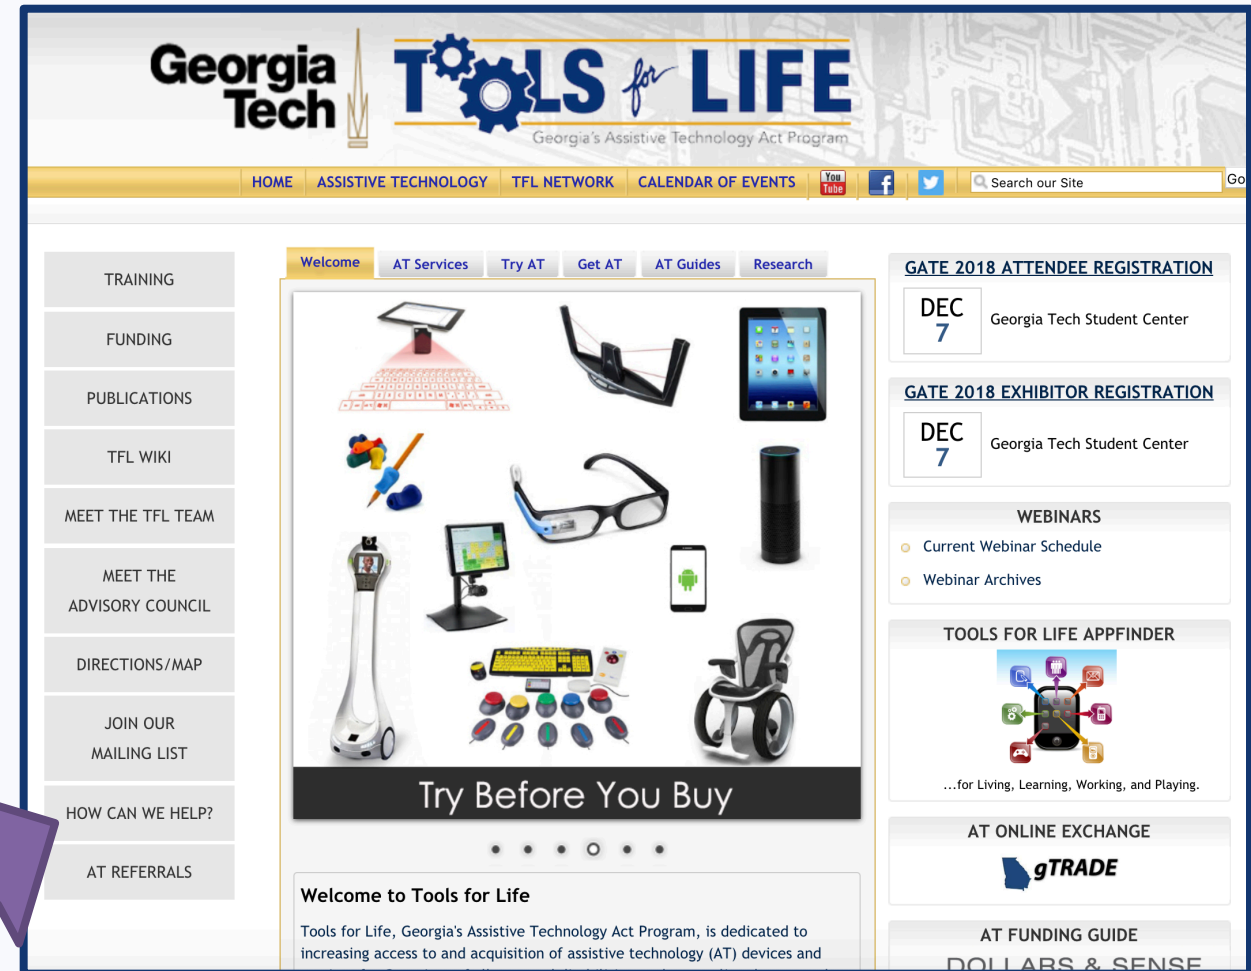 Georgia
Tech
TOOLS for LIFE
Georgia's Assistive Technology Act Program
HOME ASSISTIVE TECHNOLOGY TFL NETWORK CALENDAR OF EVENTS You Tube f Search our Site Go
TRAINING
FUNDING
PUBLICATIONS
TFL WIKI
MEET THE TFL TEAM
MEET THE
ADVISORY COUNCIL
DIRECTIONS/MAP
JOIN OUR
MAILING LIST
HOW CAN WE HELP?
AT REFERRALS
Welcome AT Services Try AT Get AT AT Guides Research
Try Before You Buy
Welcome to Tools for Life
Tools for Life, Georgia's Assistive Technology Act Program, is dedicated to
increasing access to and acquisition of assistive technology (AT) devices and
GATE 2018 ATTENDEE REGISTRATION
DEC
7
Georgia Tech Student Center
GATE 2018 EXHIBITOR REGISTRATION
DEC
7
Georgia Tech Student Center
WEBINARS
Current Webinar Schedule
Webinar Archives
TOOLS FOR LIFE APPFINDER
...for Living, Learning, Working, and Playing.
AT ONLINE EXCHANGE
gTRADE
AT FUNDING GUIDE
DOLLARS & SENSE